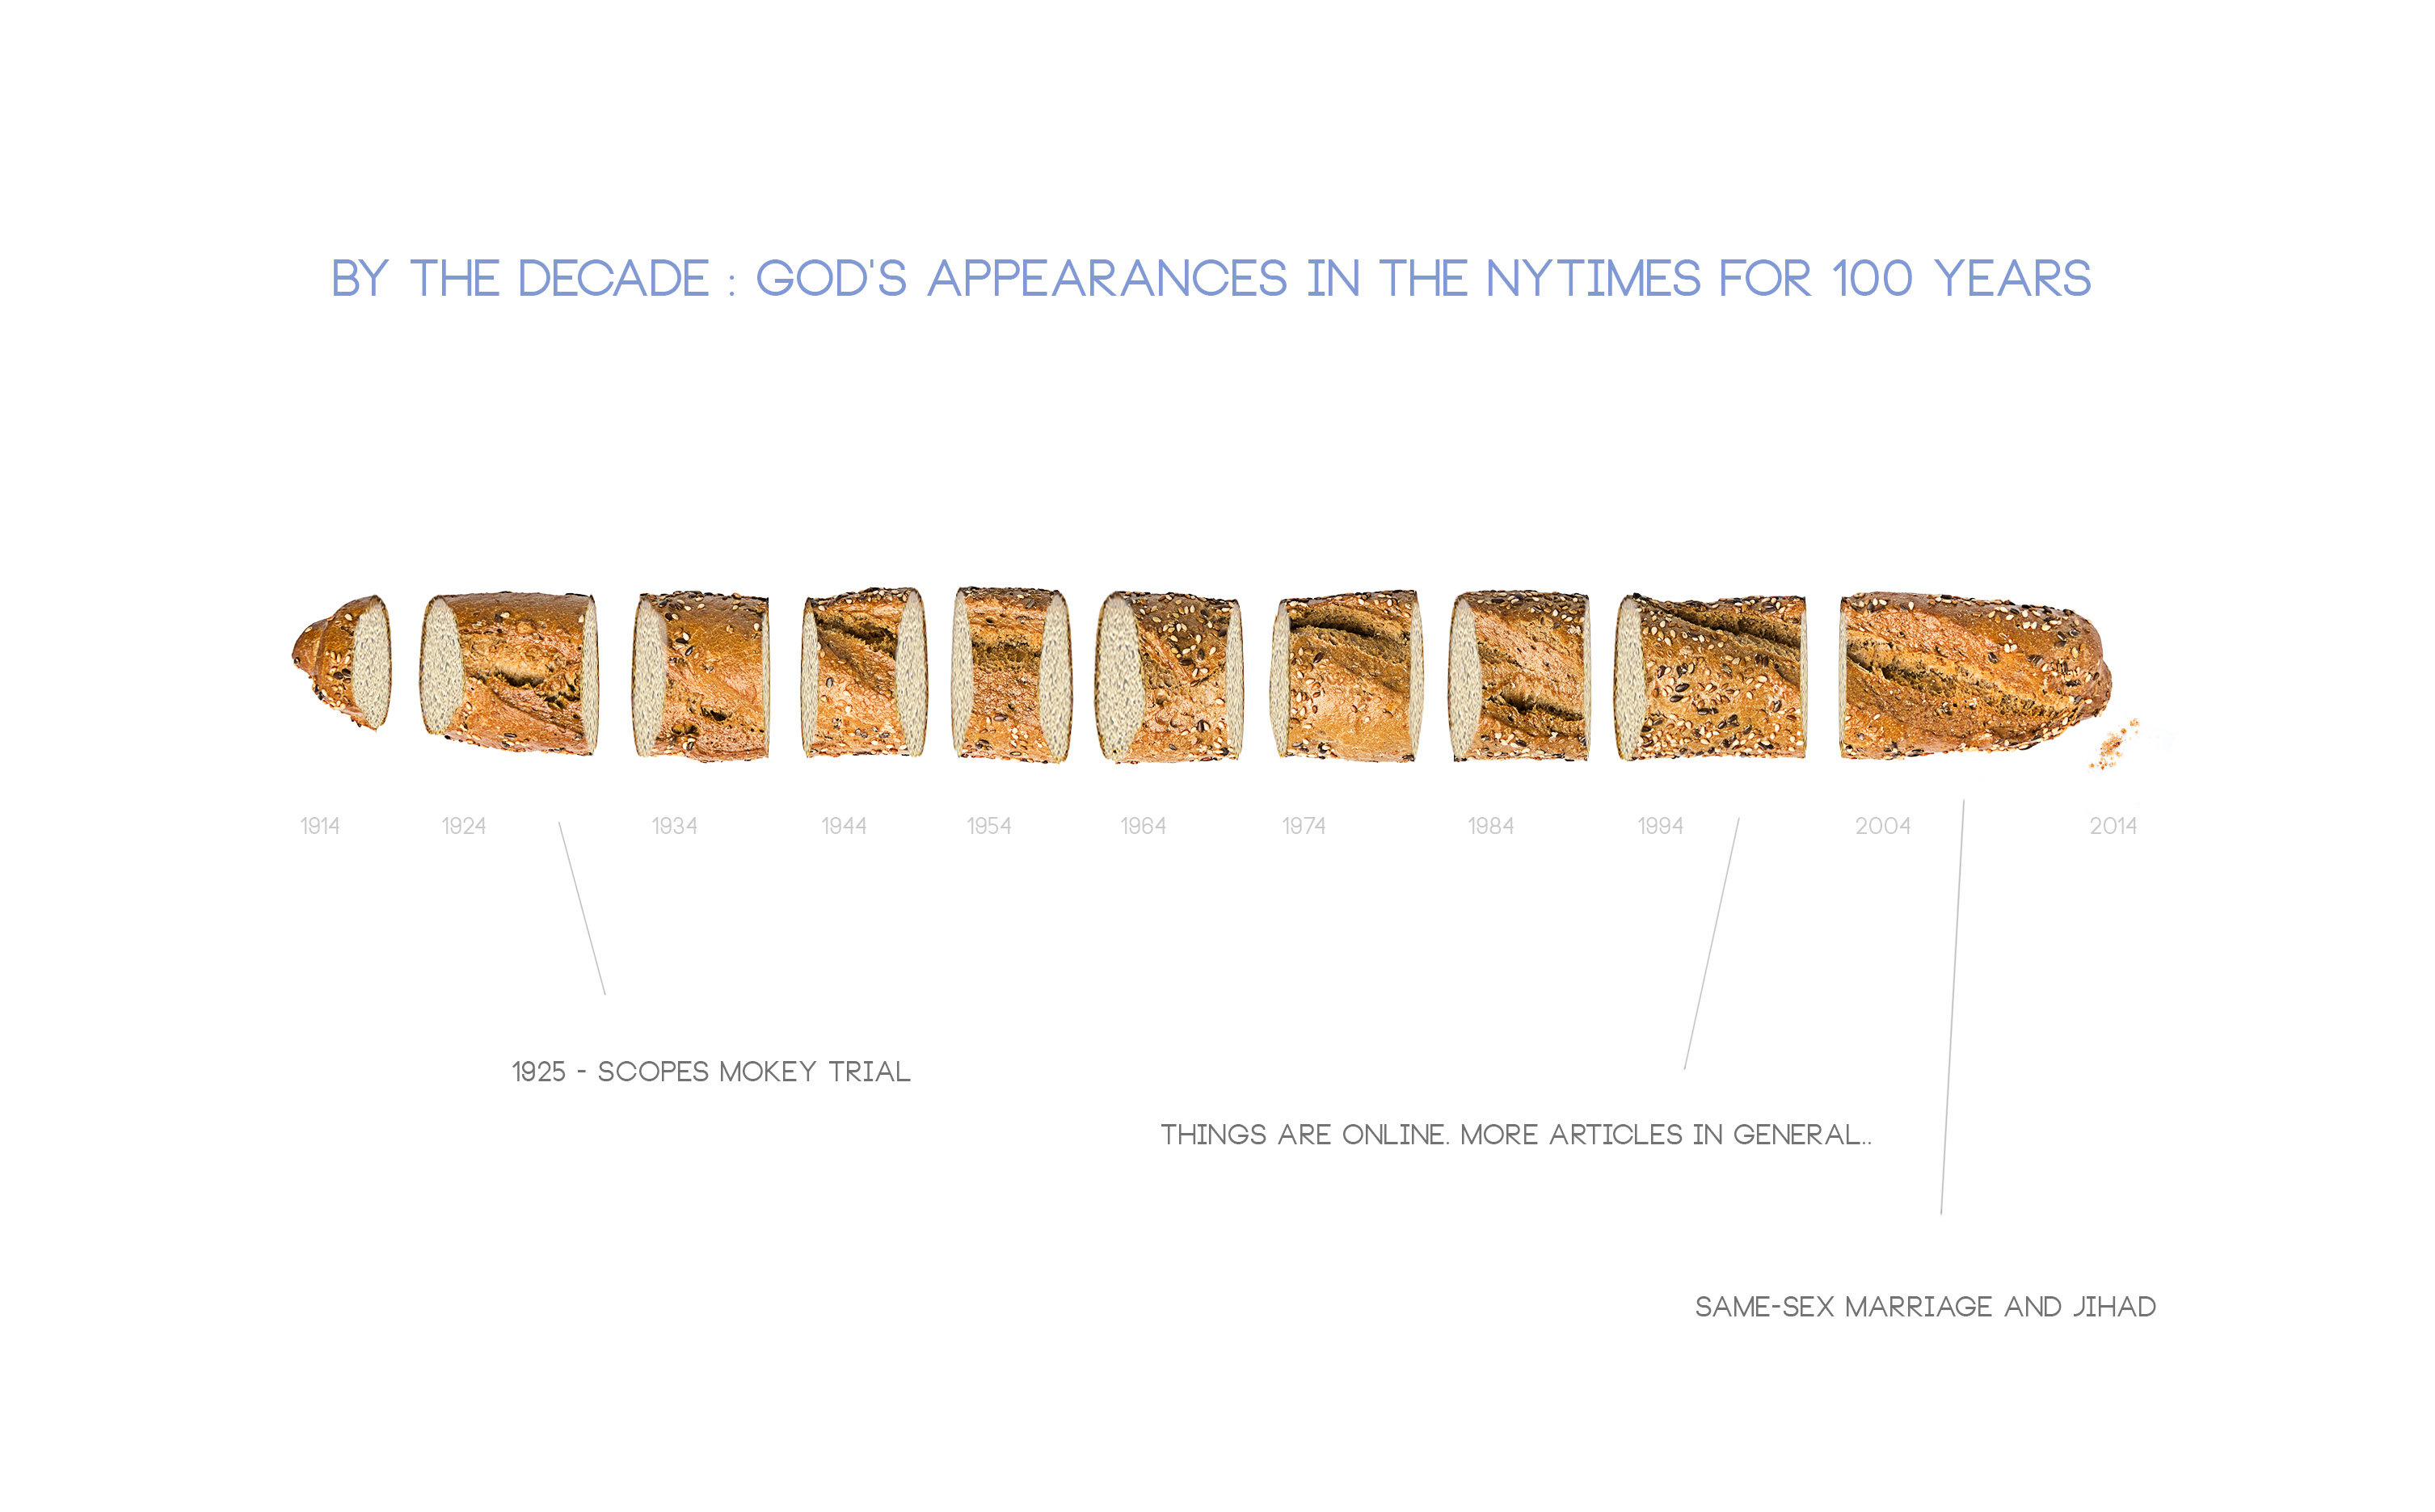 BY THE DECADE : GOD'S APPEARANCES IN THE NYTIMES FOR 100 YEARS
1914 1924 1934 1944 1954 1964 1974 1984 1994 2004 2014
1925 - SCOPES MOKEY TRIAL
THINGS ARE ONLINE. MORE ARTICLES IN GENERAL..
SAME-SEX MARRIAGE AND JIHAD